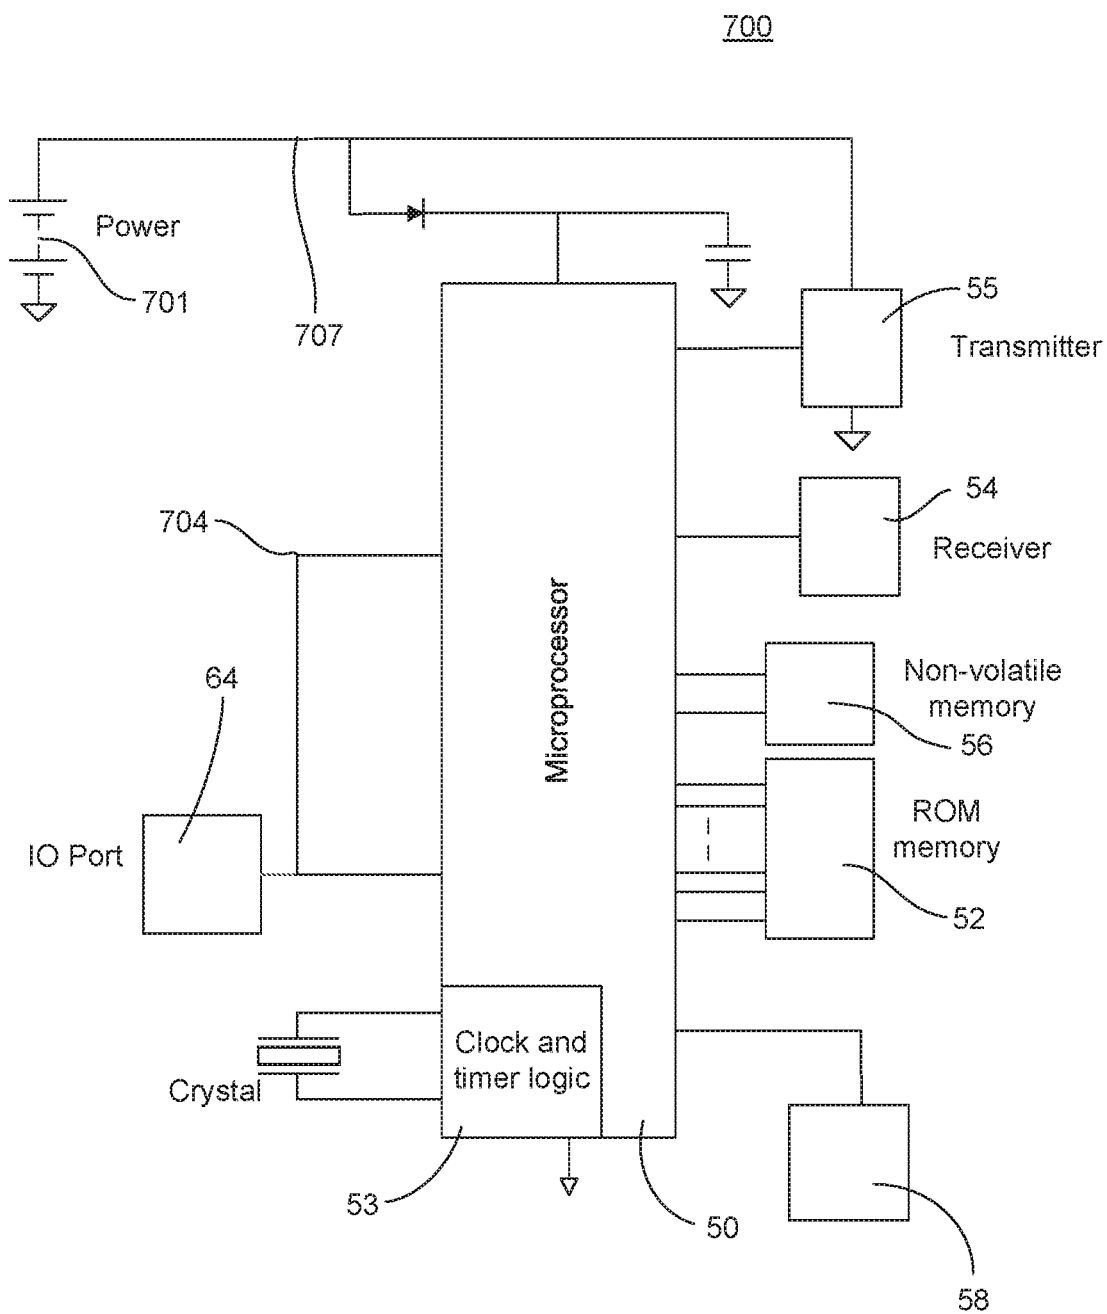 700
Power
701
707
55
Transmitter
54
Receiver
704
Microprocessor
64
Non-volatile
memory
56
IO Port
ROM
memory
52
Clock and
timer logic
Crystal
53
50
58